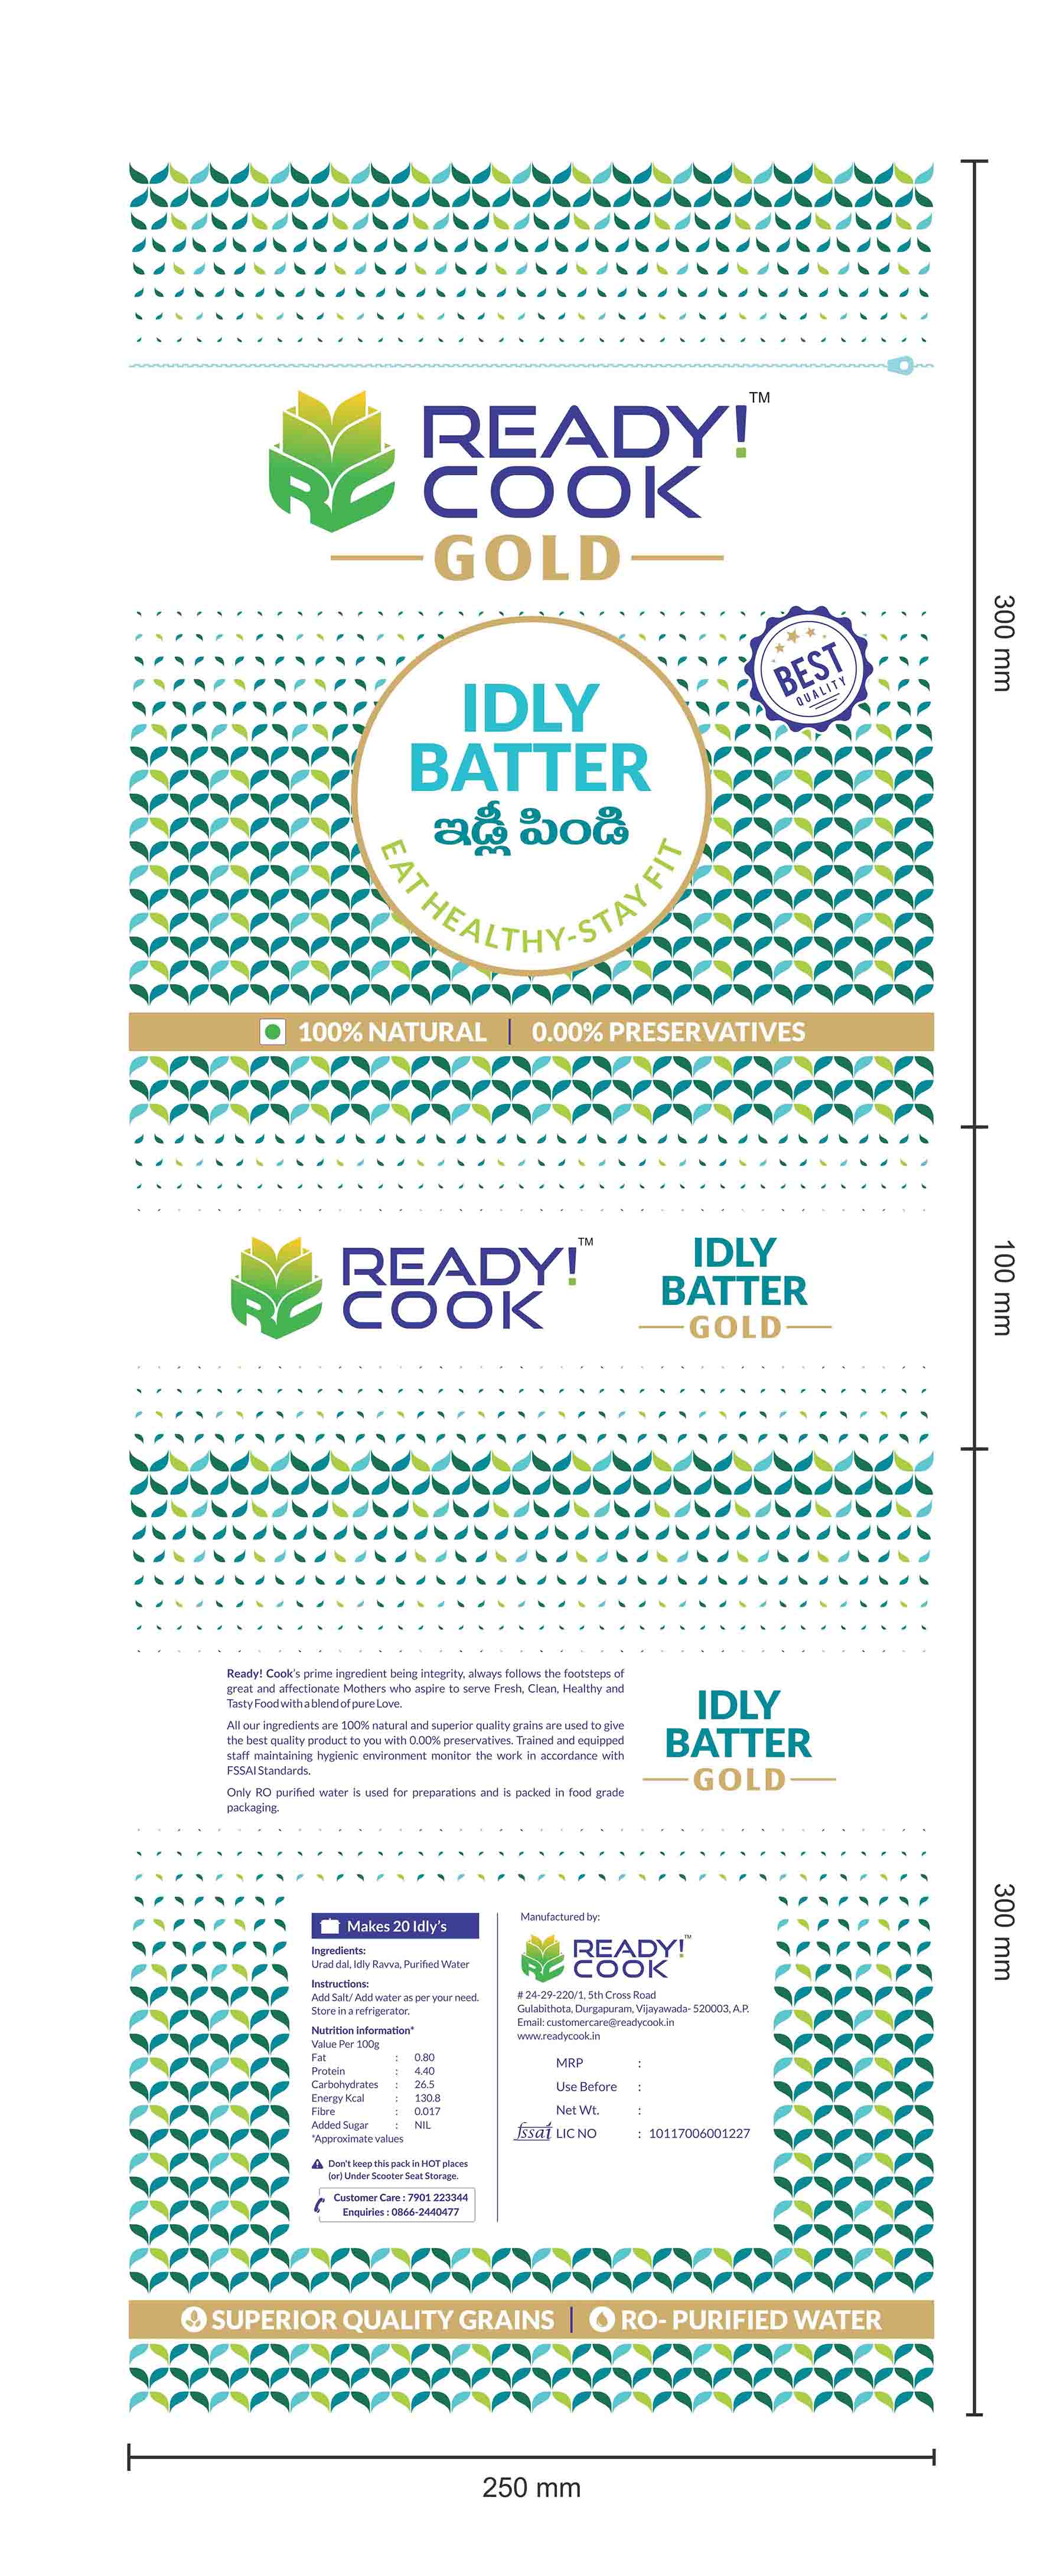 READY!™
COOK
GOLD
BEST
QUALITY
IDLY
BATTER
ఇడ్లీ పిండి
EAT HEALTHY-STAY FIT
100% NATURAL | 0.00% PRESERVATIVES
300 mm
READY!™
COOK
IDLY
BATTER
GOLD
100 mm
Ready! Cook's prime ingredient being integrity, always follows the footsteps of
great and affectionate Mothers who aspire to serve Fresh, Clean, Healthy and
Tasty Food with a blend of pure Love.
All our ingredients are 100% natural and superior quality grains are used to give
the best quality product to you with 0.00% preservatives. Trained and equipped
staff maintaining hygienic environment monitor the work in accordance with
FSSAI Standards.
Only RO purified water is used for preparations and is packed in food grade
packaging.
IDLY
BATTER
GOLD
Makes 20 Idly's
Ingredients:
Urad dal, Idly Ravva, Purified Water
Instructions:
Add Salt/ Add water as per your need.
Store in a refrigerator.
Nutrition information*
Value Per 100g
Fat : 0.80
Protein : 4.40
Carbohydrates : 26.5
Energy Kcal : 130.8
Fibre : 0.017
Added Sugar : NIL
*Approximate values
Don't keep this pack in HOT places
(or) Under Scooter Seat Storage.
Customer Care : 7901 223344
Enquiries : 0866-2440477
Manufactured by:
RC READY!™
COOK
# 24-29-220/1, 5th Cross Road
Gulabithota, Durgapuram, Vijayawada- 520003, A.P.
Email: customercare@readycook.in
www.readycook.in
MRP :
Use Before :
Net Wt. :
fssai LIC NO : 10117006001227
300 mm
SUPERIOR QUALITY GRAINS | RO- PURIFIED WATER
250 mm